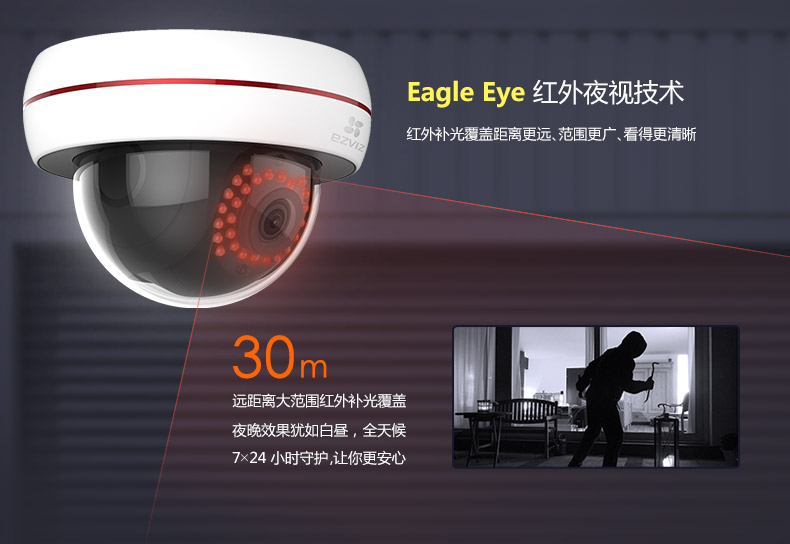 Eagle Eye 红外夜视技术
红外补光覆盖距离更远、范围更广、看得更清晰
ezviz
30m
远距离大范围红外补光覆盖
夜晚效果犹如白昼，全天候
7×24 小时守护,让你更安心